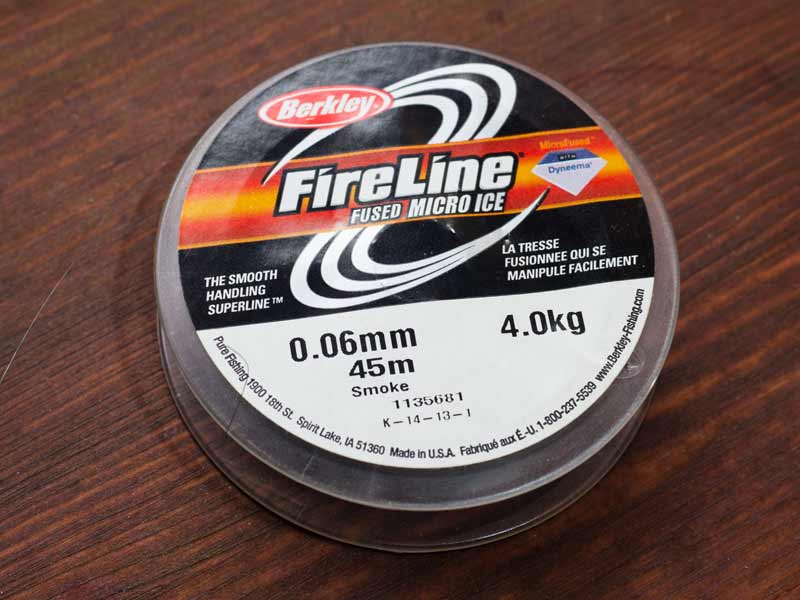 Berkley
MicroFused™
with
Dyneema®
FireLine®
FUSED MICRO ICE
THE SMOOTH
HANDLING
SUPERLINE™
LA TRESSE
FUSIONNEE QUI SE
MANIPULE FACILEMENT
0.06mm
4.0kg
45m
Smoke
1135681
K-14-13-1
Pure Fishing 1900 18th St. Spirit Lake, IA 51360 Made in U.S.A. Fabriqué aux É.-U. 1-800-237-5539 www.Berkley-Fishing.com